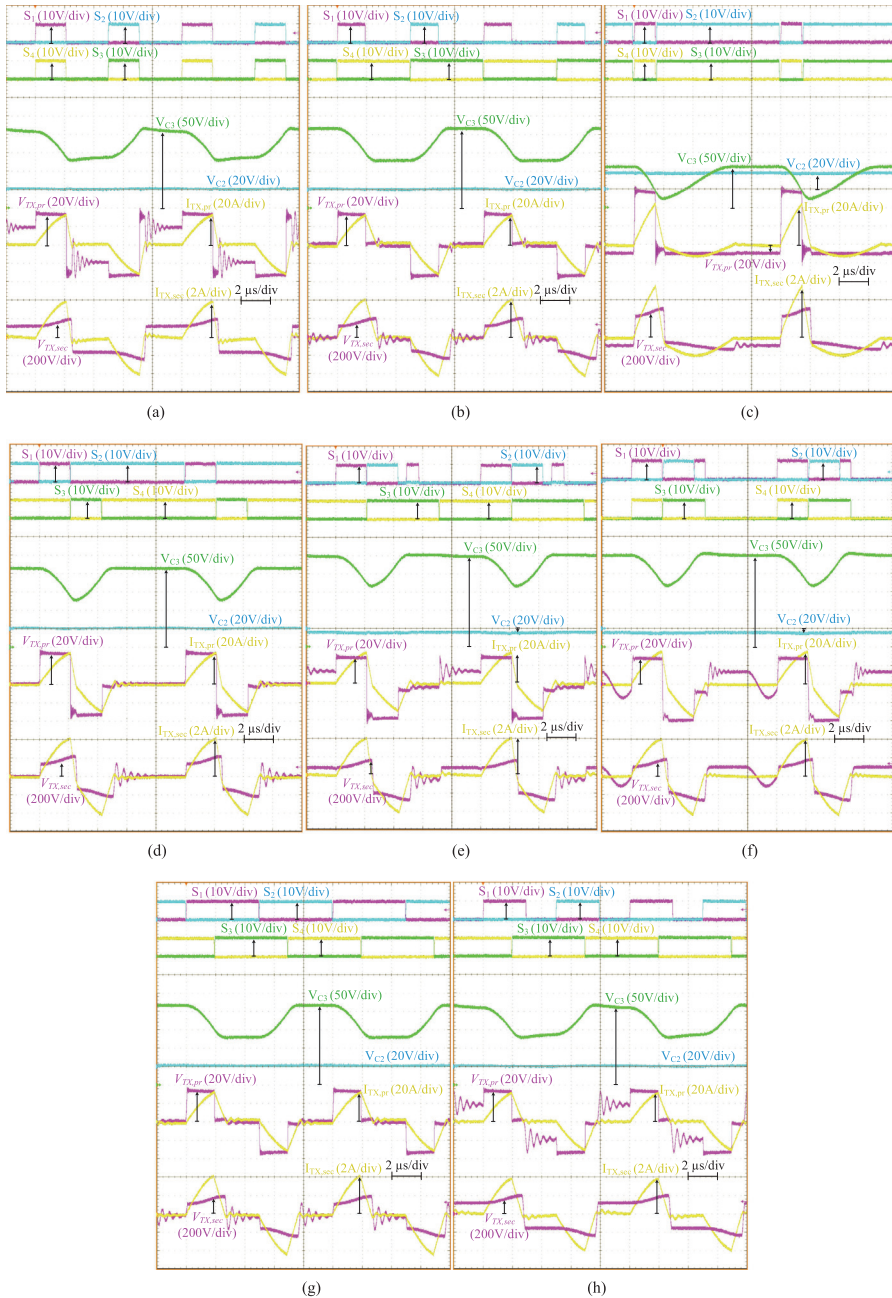 S1 (10V/div) S2 (10V/div)
S4 (10V/div) S3 (10V/div)
VC3 (50V/div)
VC2 (20V/div)
VTX,pr (20V/div)
ITX,pr (20A/div)
ITX,sec (2A/div)
2 μs/div
VTX,sec
(200V/div)
(a)
S1 (10V/div) S2 (10V/div)
S4 (10V/div) S3 (10V/div)
VC3 (50V/div)
VC2 (20V/div)
VTX,pr (20V/div)
ITX,pr (20A/div)
ITX,sec (2A/div)
2 μs/div
VTX,sec
(200V/div)
(b)
S1 (10V/div) S2 (10V/div)
S4 (10V/div) S3 (10V/div)
VC3 (50V/div)
VC2 (20V/div)
ITX,pr (20A/div)
VTX,pr (20V/div)
ITX,sec (2A/div)
2 μs/div
VTX,sec
(200V/div)
(c)
S1 (10V/div) S2 (10V/div)
S3 (10V/div) S4 (10V/div)
VC3 (50V/div)
VC2 (20V/div)
VTX,pr (20V/div)
ITX,pr (20A/div)
ITX,sec (2A/div)
2 μs/div
VTX,sec
(200V/div)
(d)
S1 (10V/div) S2 (10V/div)
S3 (10V/div) S4 (10V/div)
VC3 (50V/div)
VC2 (20V/div)
VTX,pr (20V/div)
ITX,pr (20A/div)
ITX,sec (2A/div)
2 μs/div
VTX,sec
(200V/div)
(e)
S1 (10V/div) S2 (10V/div)
S3 (10V/div) S4 (10V/div)
VC3 (50V/div)
VC2 (20V/div)
VTX,pr (20V/div)
ITX,pr (20A/div)
ITX,sec (2A/div)
2 μs/div
VTX,sec
(200V/div)
(f)
S1 (10V/div) S2 (10V/div)
S3 (10V/div) S4 (10V/div)
VC3 (50V/div)
VC2 (20V/div)
VTX,pr (20V/div)
ITX,pr (20A/div)
ITX,sec (2A/div)
2 μs/div
VTX,sec
(200V/div)
(g)
S1 (10V/div) S2 (10V/div)
S3 (10V/div) S4 (10V/div)
VC3 (50V/div)
VC2 (20V/div)
VTX,pr (20V/div)
ITX,pr (20A/div)
ITX,sec (2A/div)
2 μs/div
VTX,sec
(200V/div)
(h)